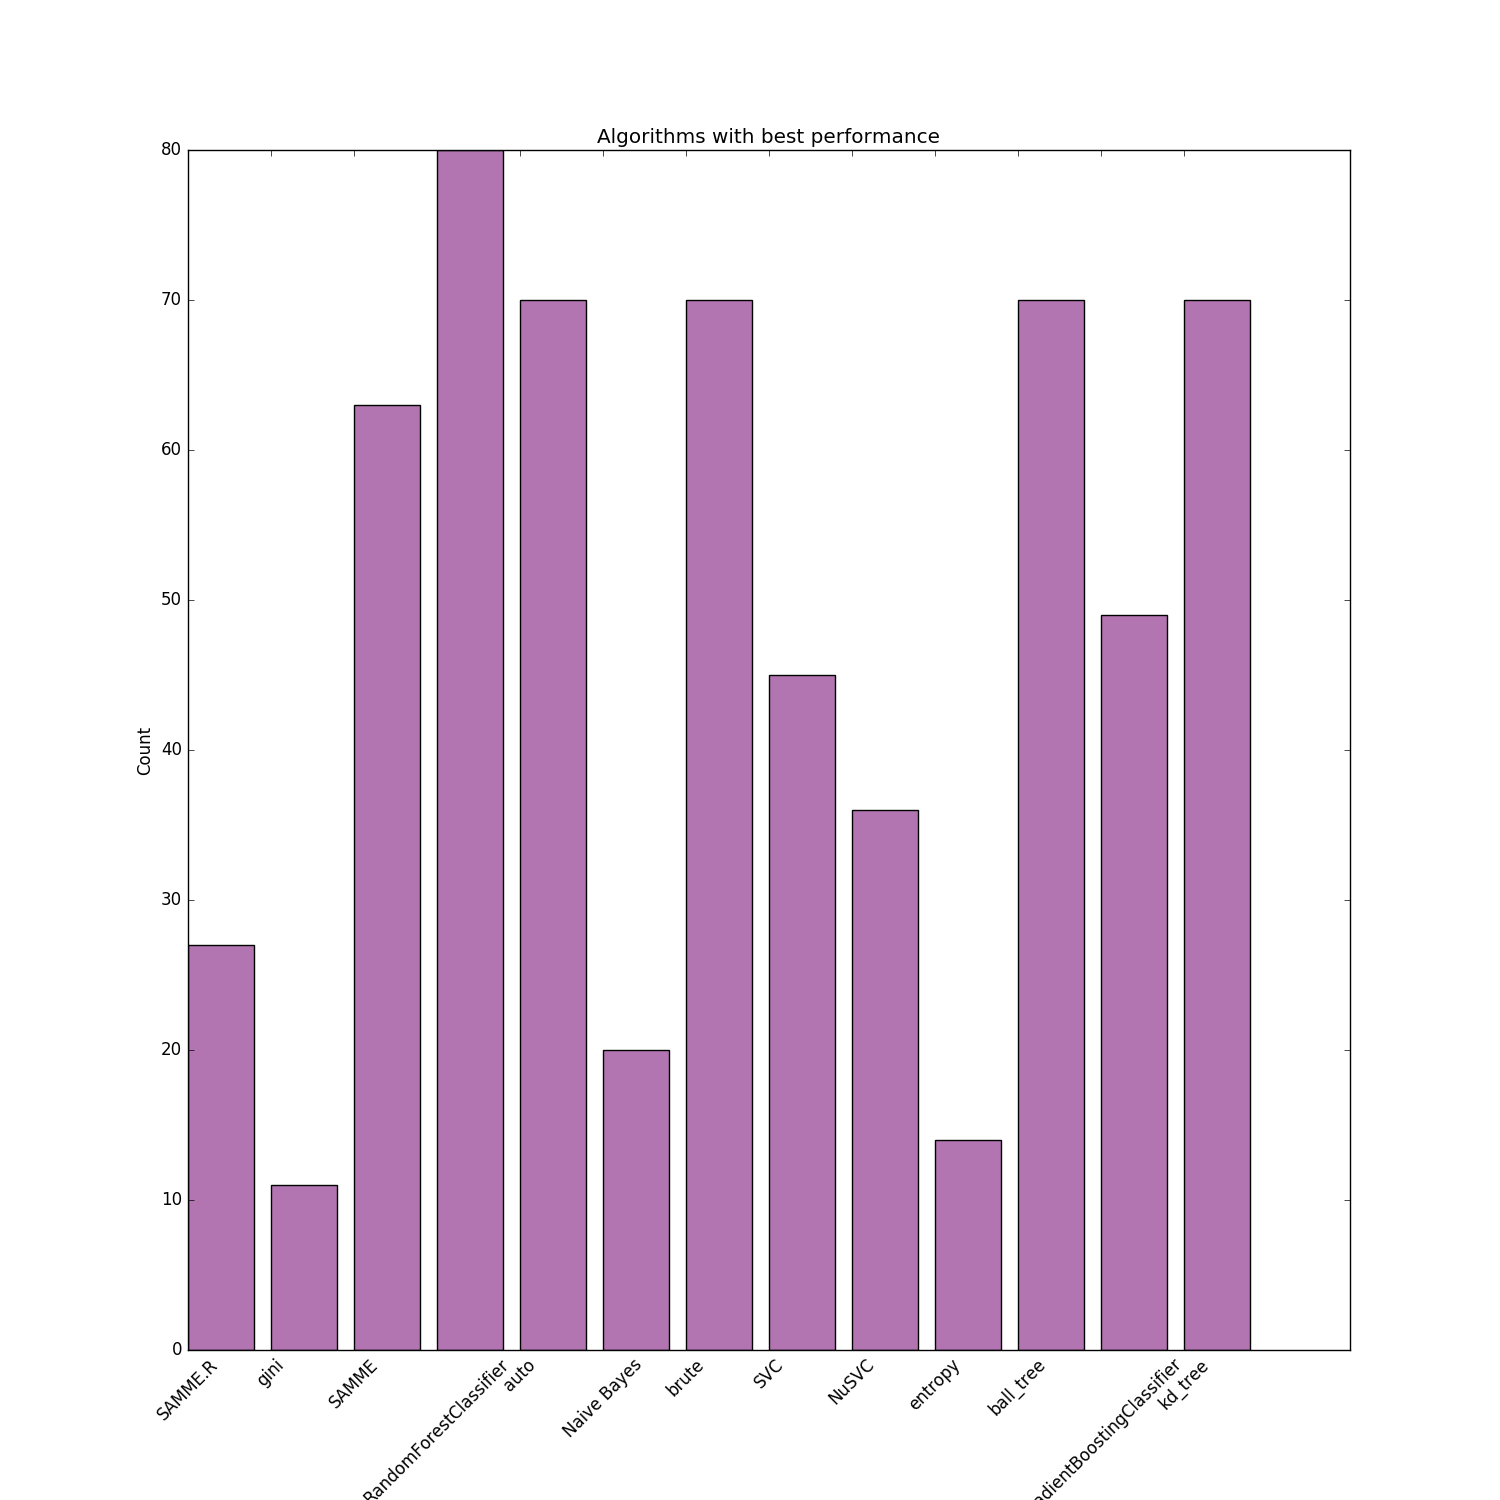 Algorithms with best performance
80
70
60
50
40
30
20
10
0
Count
SAMME.R
gini
SAMME
RandomForestClassifier
auto
Naive Bayes
brute
SVC
NuSVC
entropy
ball_tree
adientBoostingClassifier
kd_tree